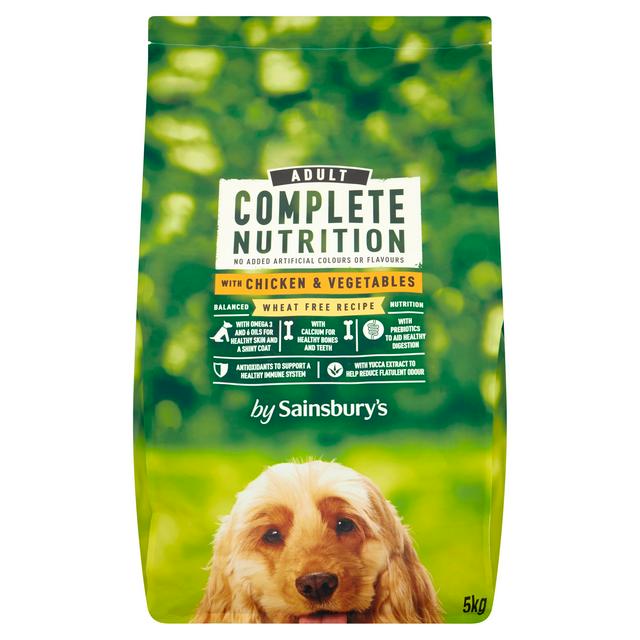 ADULT
COMPLETE
NUTRITION
NO ADDED ARTIFICIAL COLOURS OR FLAVOURS
WITH CHICKEN & VEGETABLES
BALANCED WHEAT FREE RECIPE NUTRITION
WITH OMEGA 3
AND 6 OILS FOR
HEALTHY SKIN AND
A SHINY COAT
WITH
CALCIUM FOR
HEALTHY BONES
AND TEETH
WITH
PREBIOTICS
TO AID HEALTHY
DIGESTION
ANTIOXIDANTS TO SUPPORT A
HEALTHY IMMUNE SYSTEM
WITH YUCCA EXTRACT TO
HELP REDUCE FLATULENT ODOUR
by Sainsbury's
5kg